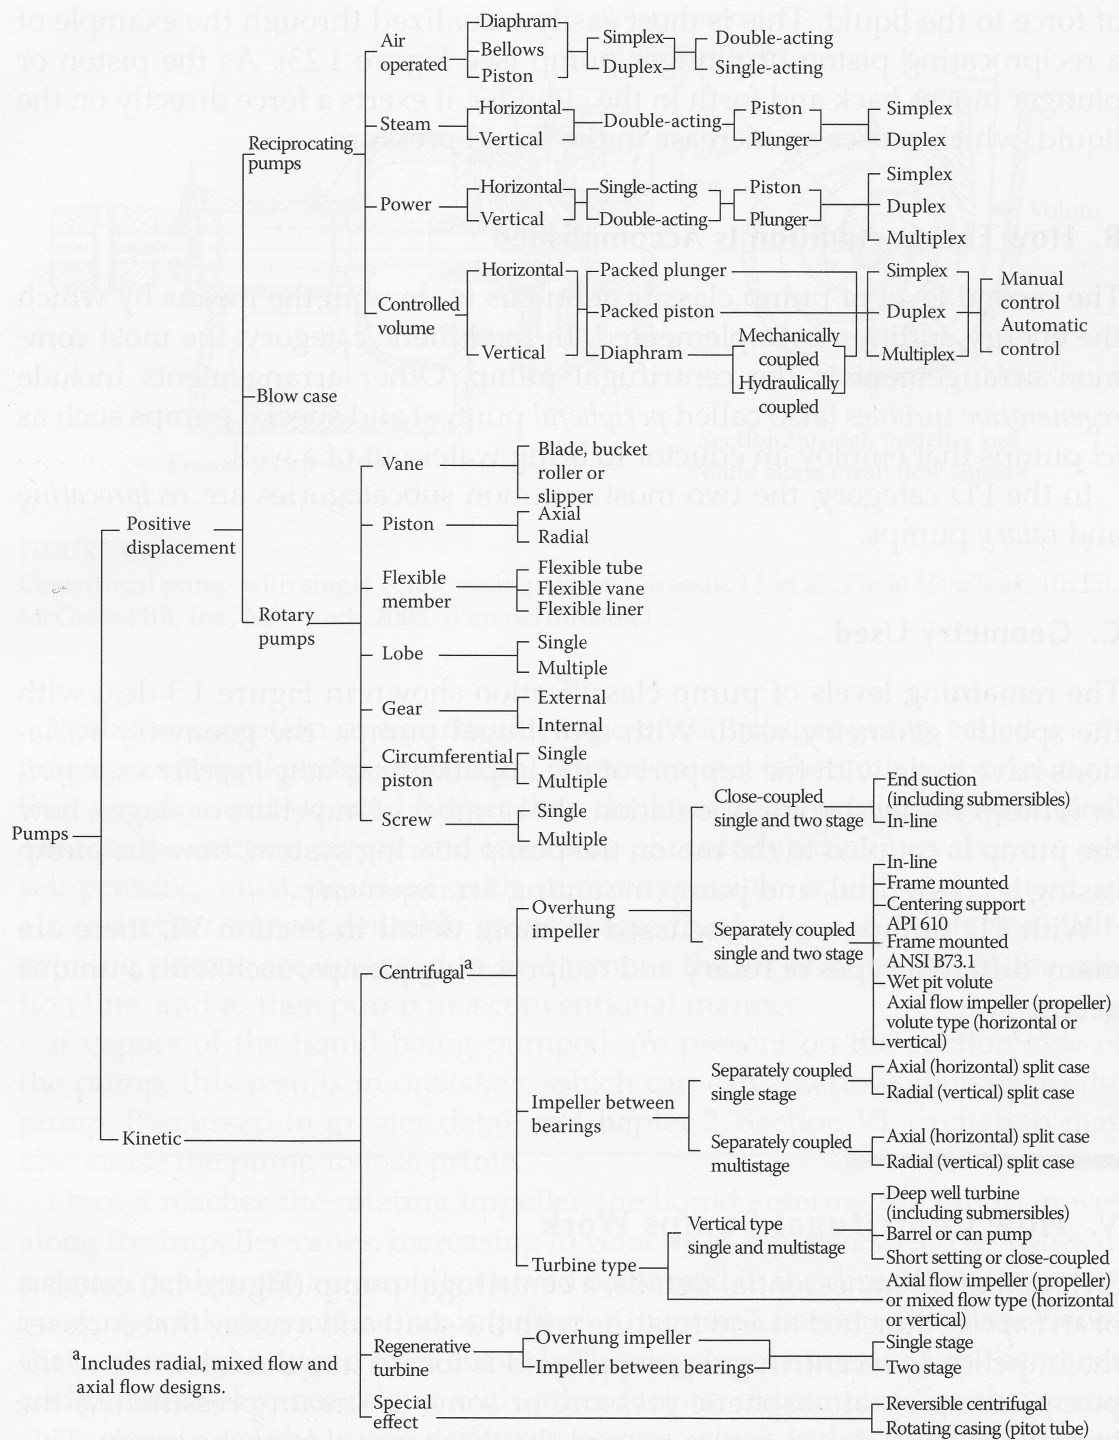 Diaphram
Air
operated
Bellows
Piston
Simplex
Duplex
Double-acting
Single-acting
Steam
Horizontal
Vertical
Double-acting
Piston
Plunger
Simplex
Duplex
Reciprocating
pumps
Power
Horizontal
Vertical
Single-acting
Double-acting
Piston
Plunger
Simplex
Duplex
Multiplex
Controlled
volume
Horizontal
Vertical
Packed plunger
Packed piston
Diaphram
Mechanically
coupled
Hydraulically
coupled
Simplex
Duplex
Multiplex
Manual
control
Automatic
control
Blow case
Positive
displacement
Rotary
pumps
Vane
Blade, bucket
roller or
slipper
Piston
Axial
Radial
Flexible
member
Flexible tube
Flexible vane
Flexible liner
Lobe
Single
Multiple
Gear
External
Internal
Circumferential
piston
Single
Multiple
Screw
Single
Multiple
Pumps
Kinetic
Centrifugal a
Overhung
impeller
Close-coupled
single and two stage
End suction
(including submersibles)
In-line
Separately coupled
single and two stage
In-line
Frame mounted
Centering support
API 610
Frame mounted
ANSI B73.1
Wet pit volute
Axial flow impeller (propeller)
volute type (horizontal or
vertical)
Impeller between
bearings
Separately coupled
single stage
Axial (horizontal) split case
Radial (vertical) split case
Separately coupled
multistage
Axial (horizontal) split case
Radial (vertical) split case
Turbine type
Vertical type
single and multistage
Deep well turbine
(including submersibles)
Barrel or can pump
Short setting or close-coupled
Axial flow impeller (propeller)
or mixed flow type (horizontal
or vertical)
Regenerative
turbine
Overhung impeller
Impeller between bearings
Single stage
Two stage
Special
effect
Reversible centrifugal
Rotating casing (pitot tube)
a Includes radial, mixed flow and
axial flow designs.